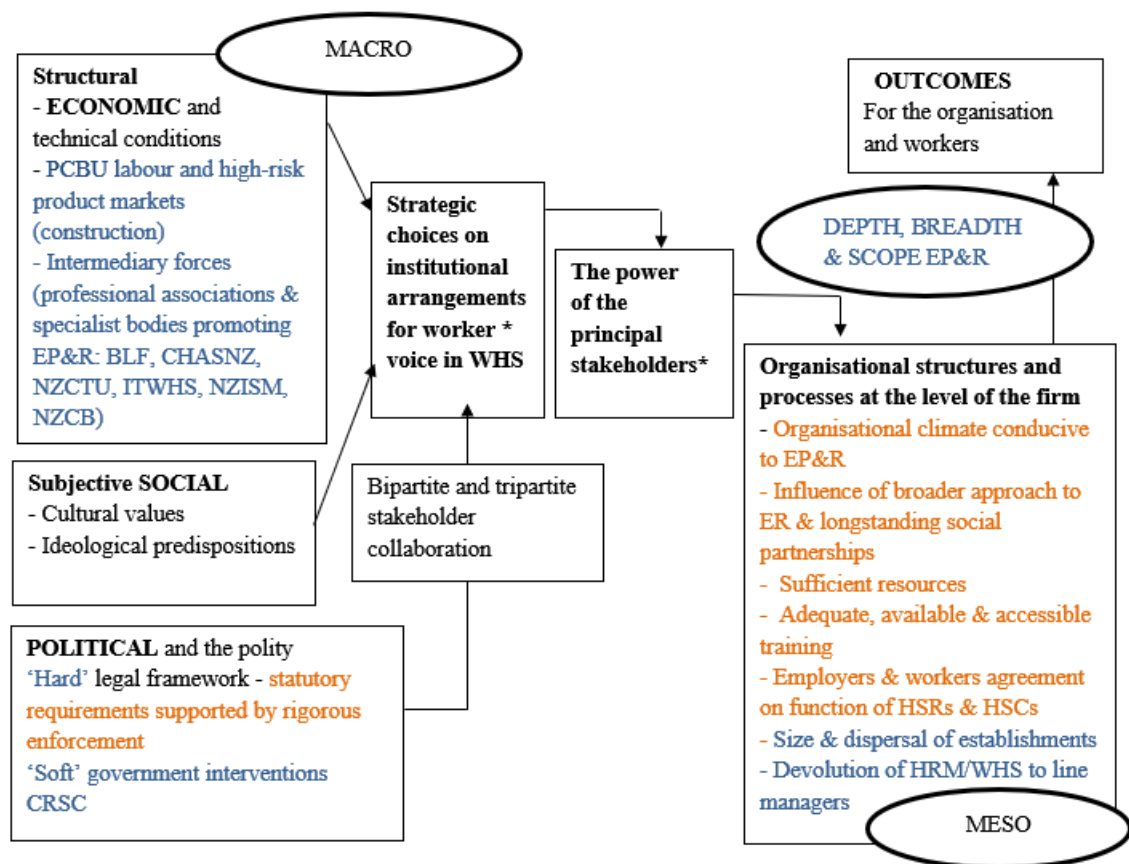 MACRO
Structural
- ECONOMIC and
technical conditions
- PCBU labour and high-risk
product markets
(construction)
- Intermediary forces
(professional associations &
specialist bodies promoting
EP&R: BLF, CHASNZ,
NZCTU, ITWHS, NZISM,
NZCB)
Subjective SOCIAL
- Cultural values
- Ideological predispositions
POLITICAL and the polity
‘Hard’ legal framework - statutory
requirements supported by rigorous
enforcement
‘Soft’ government interventions
CRSC
Strategic
choices on
institutional
arrangements
for worker *
voice in WHS
Bipartite and tripartite
stakeholder
collaboration
The power
of the
principal
stakeholders*
OUTCOMES
For the organisation
and workers
DEPTH, BREADTH
& SCOPE EP&R
Organisational structures and
processes at the level of the firm
- Organisational climate conducive
to EP&R
- Influence of broader approach to
ER & longstanding social
partnerships
- Sufficient resources
- Adequate, available & accessible
training
- Employers & workers agreement
on function of HSRs & HSCs
- Size & dispersal of establishments
- Devolution of HRM/WHS to line
managers
MESO